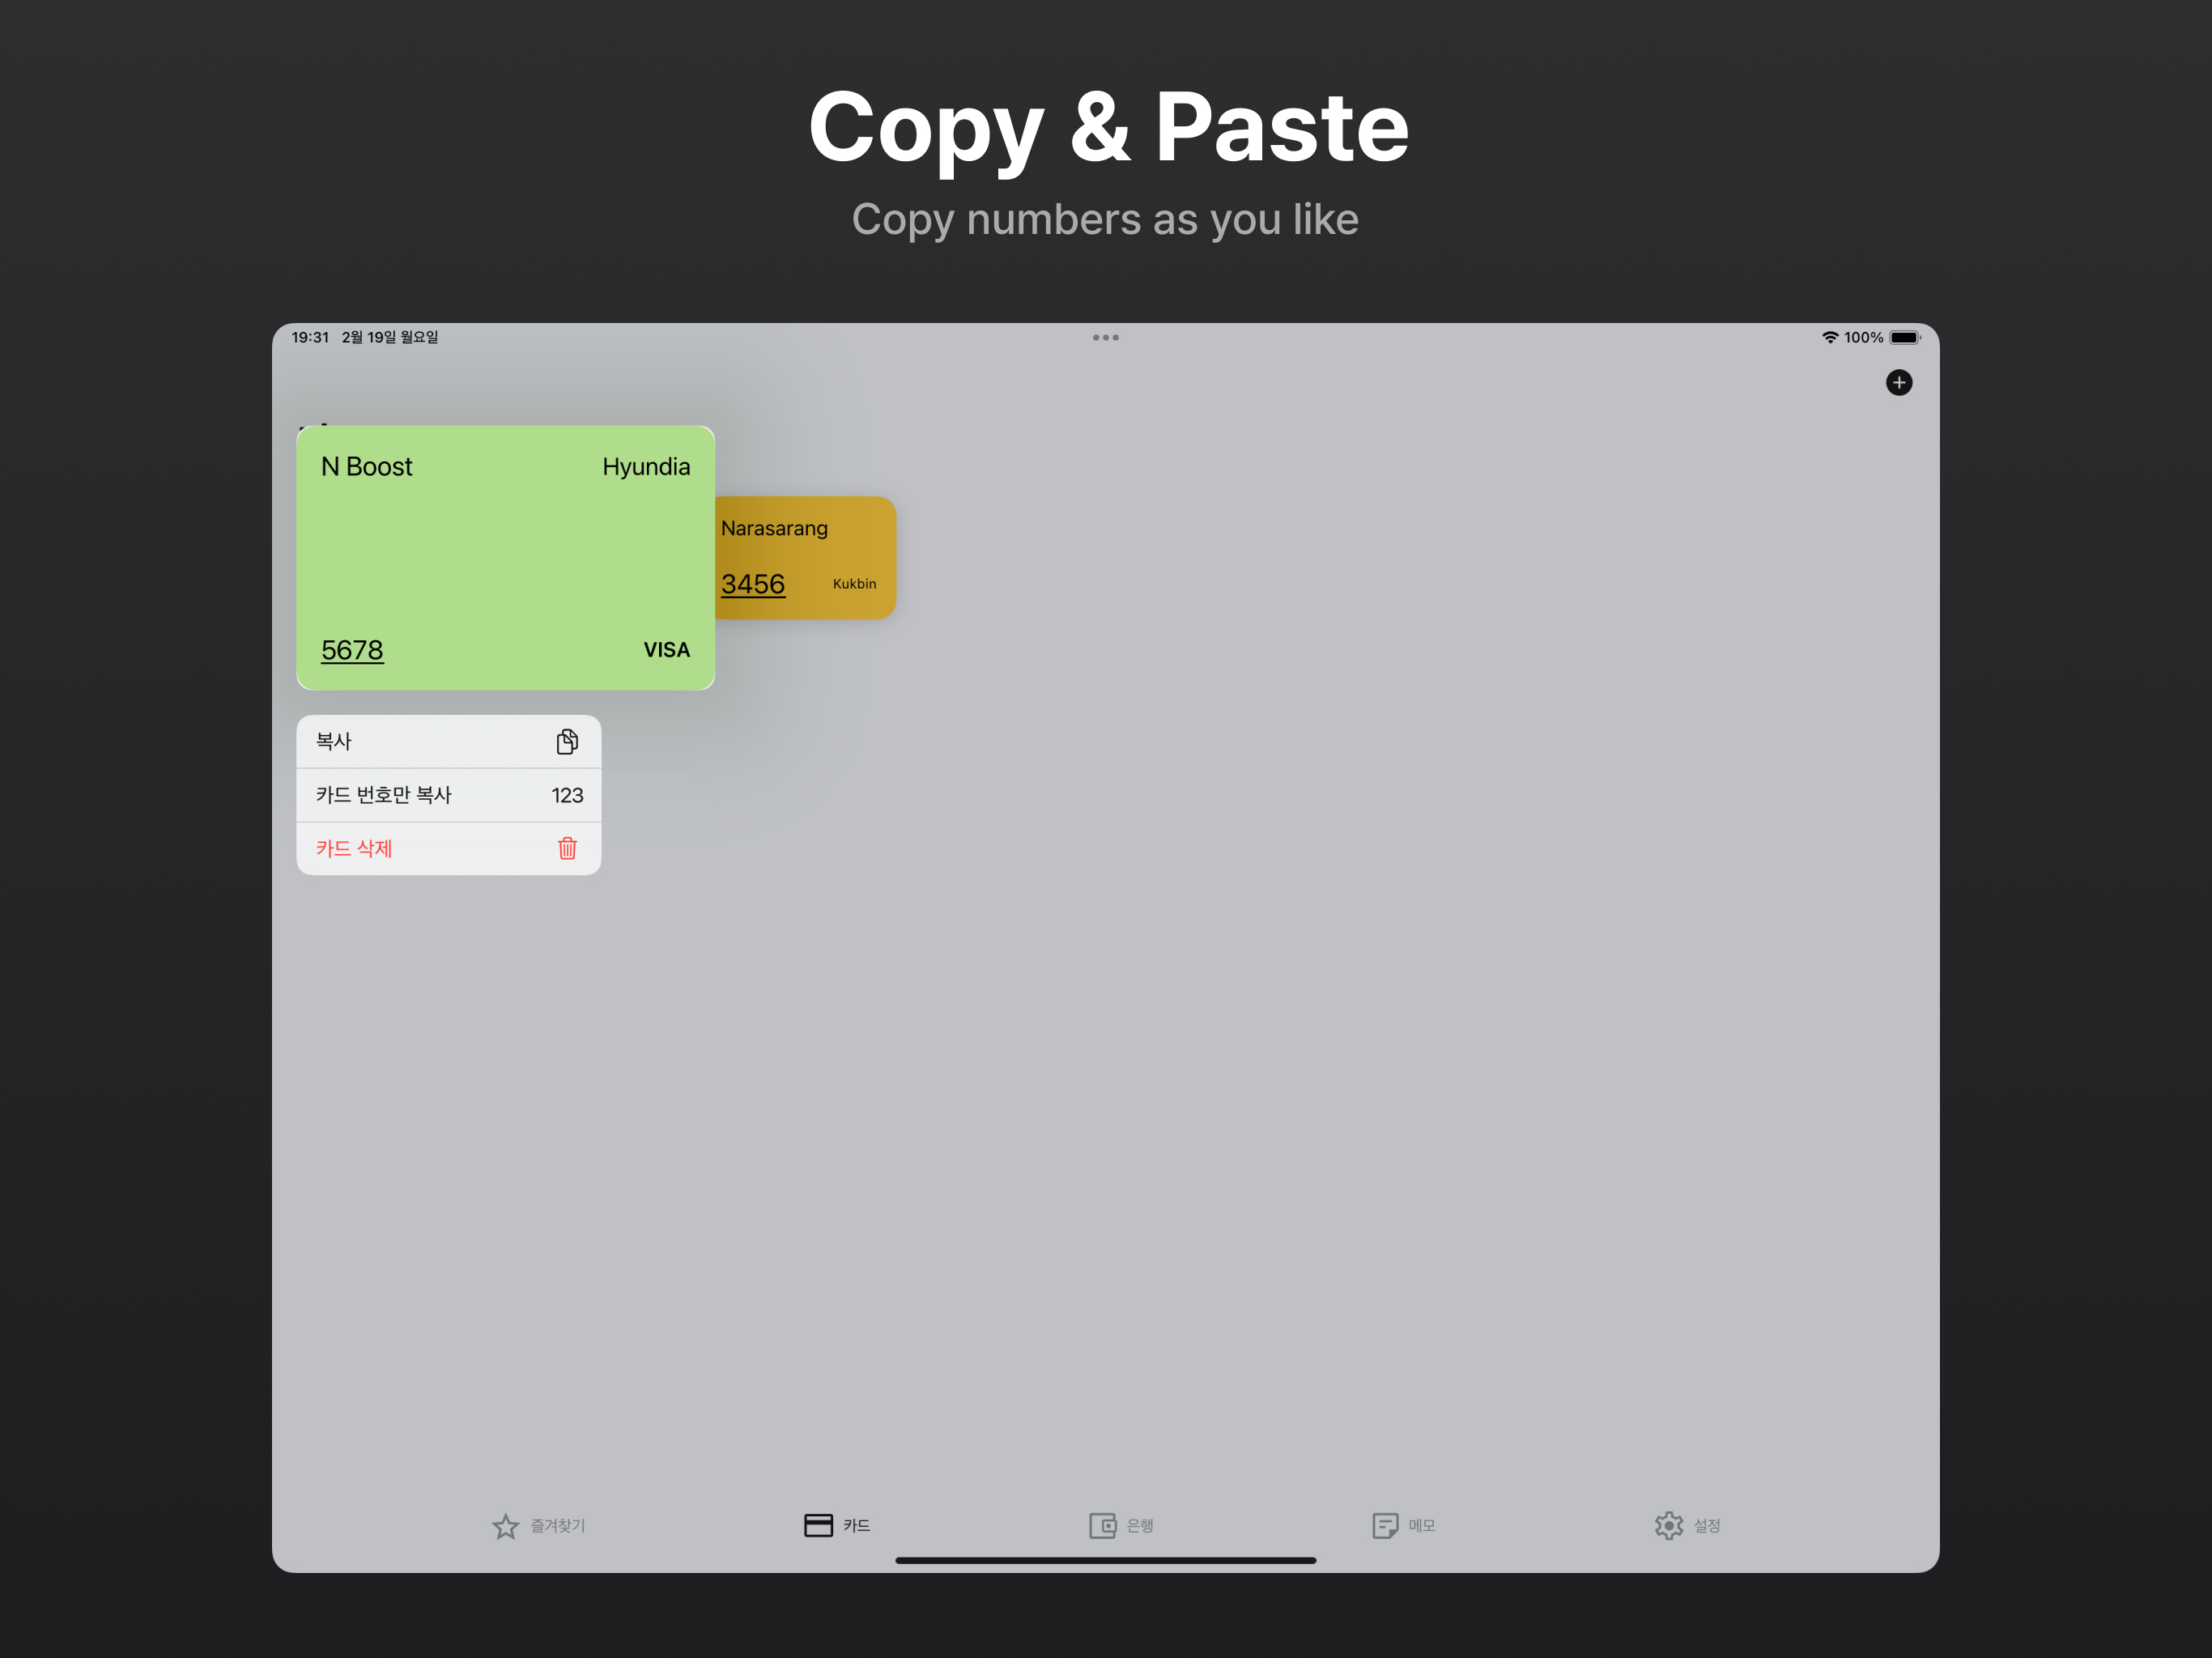 Copy & Paste
Copy numbers as you like
19:31 2월 19일 월요일
100%
N Boost
Hyundia
Narasarang
3456
Kukbin
5678
VISA
복사
카드 번호만 복사
123
카드 삭제
즐겨찾기
카드
은행
메모
설정